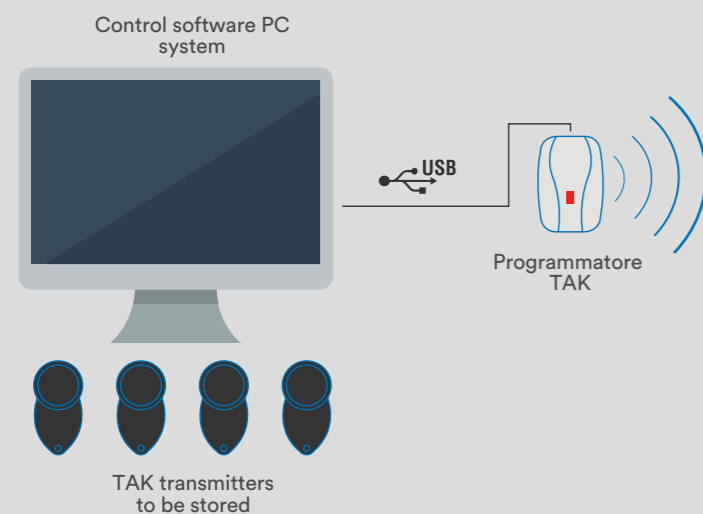 Control software PC
system
USB
Programmatore
TAK
TAK transmitters
to be stored